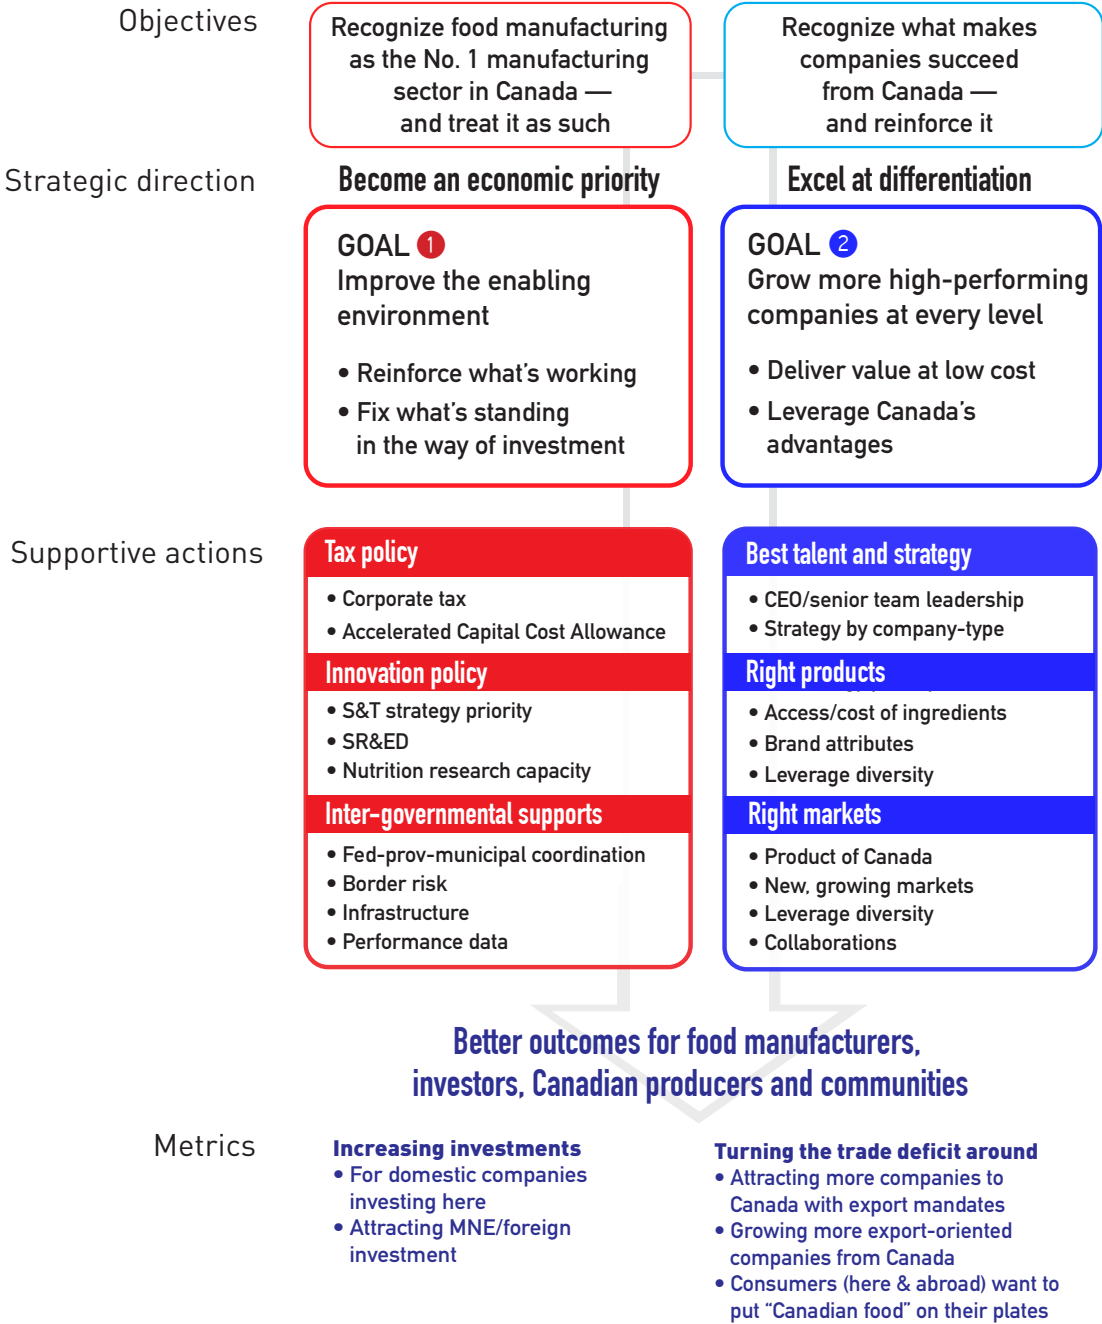 Objectives
Recognize food manufacturing
as the No. 1 manufacturing
sector in Canada —
and treat it as such
Recognize what makes
companies succeed
from Canada —
and reinforce it
Strategic direction
Become an economic priority
Excel at differentiation
GOAL 1
Improve the enabling
environment
• Reinforce what's working
• Fix what's standing
in the way of investment
GOAL 2
Grow more high-performing
companies at every level
• Deliver value at low cost
• Leverage Canada's
advantages
Supportive actions
Tax policy
• Corporate tax
• Accelerated Capital Cost Allowance
Innovation policy
• S&T strategy priority
• SR&ED
• Nutrition research capacity
Inter-governmental supports
• Fed-prov-municipal coordination
• Border risk
• Infrastructure
• Performance data
Best talent and strategy
• CEO/senior team leadership
• Strategy by company-type
Right products
• Access/cost of ingredients
• Brand attributes
• Leverage diversity
Right markets
• Product of Canada
• New, growing markets
• Leverage diversity
• Collaborations
Better outcomes for food manufacturers,
investors, Canadian producers and communities
Metrics
Increasing investments
• For domestic companies
investing here
• Attracting MNE/foreign
investment
Turning the trade deficit around
• Attracting more companies to
Canada with export mandates
• Growing more export-oriented
companies from Canada
• Consumers (here & abroad) want to
put “Canadian food” on their plates